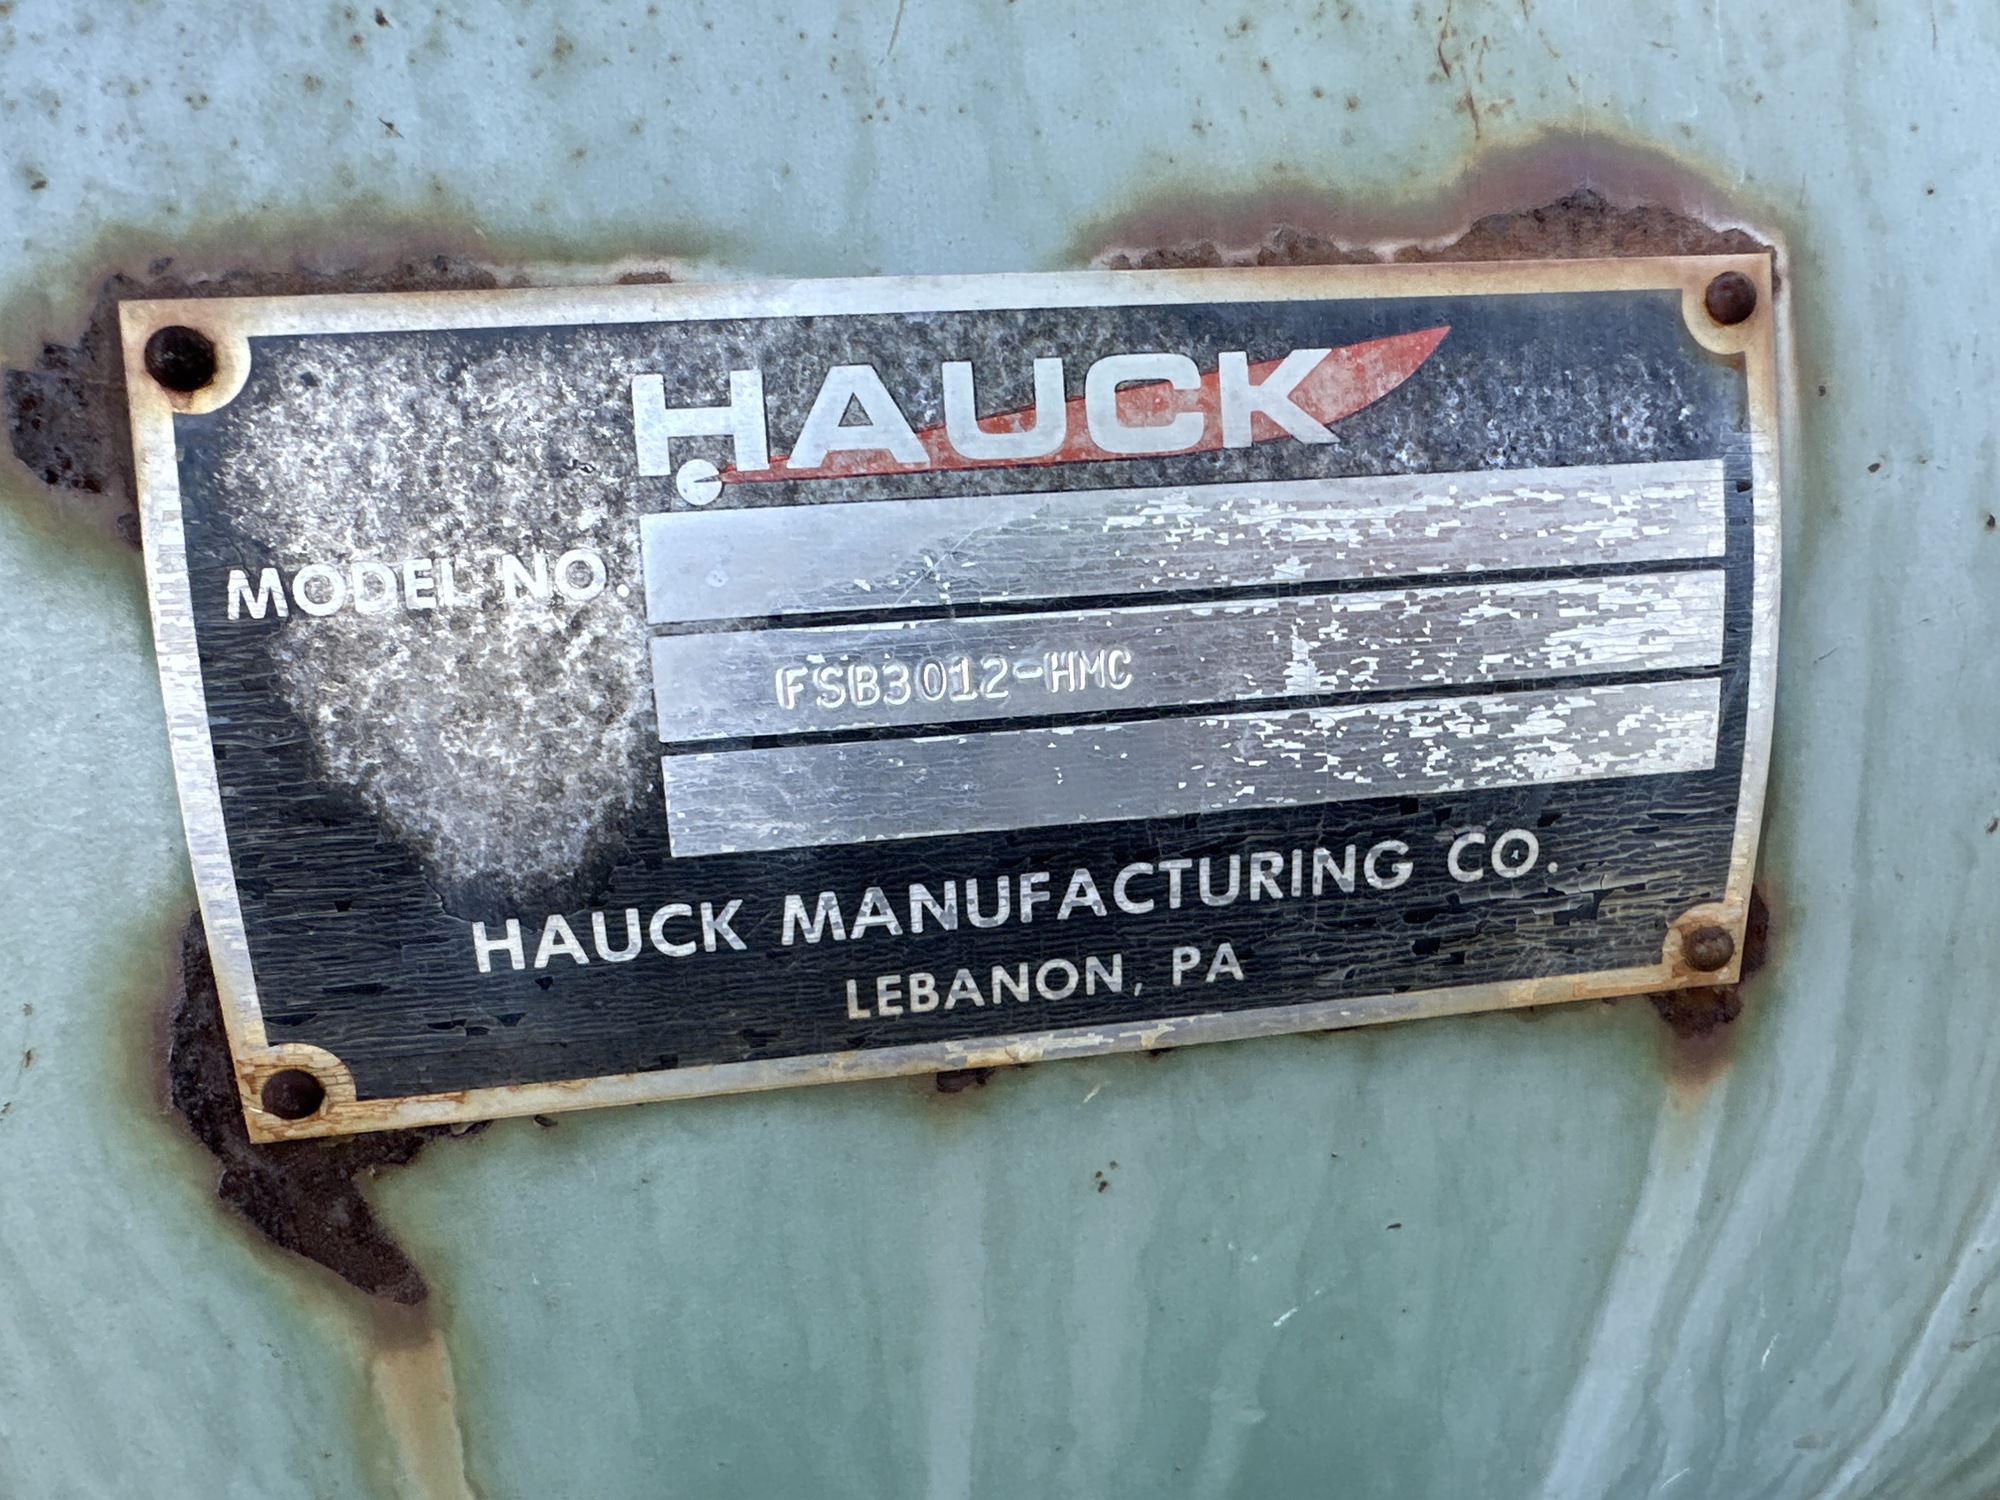 HAUCK
MODEL NO.
FSB3012-HMC
HAUCK MANUFACTURING CO.
LEBANON, PA